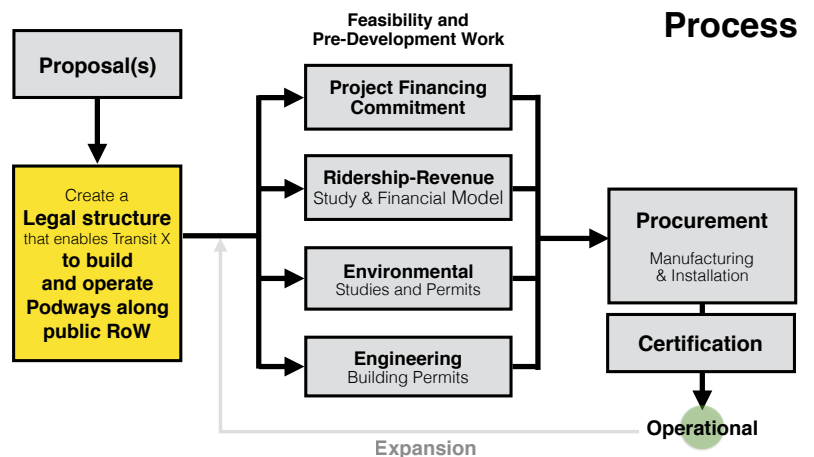 Process
Feasibility and
Pre-Development Work
Proposal(s)
Create a
Legal structure
that enables Transit X
to build
and operate
Podways along
public RoW
Project Financing
Commitment
Ridership-Revenue
Study & Financial Model
Environmental
Studies and Permits
Engineering
Building Permits
Procurement
Manufacturing
& Installation
Certification
Operational
Expansion